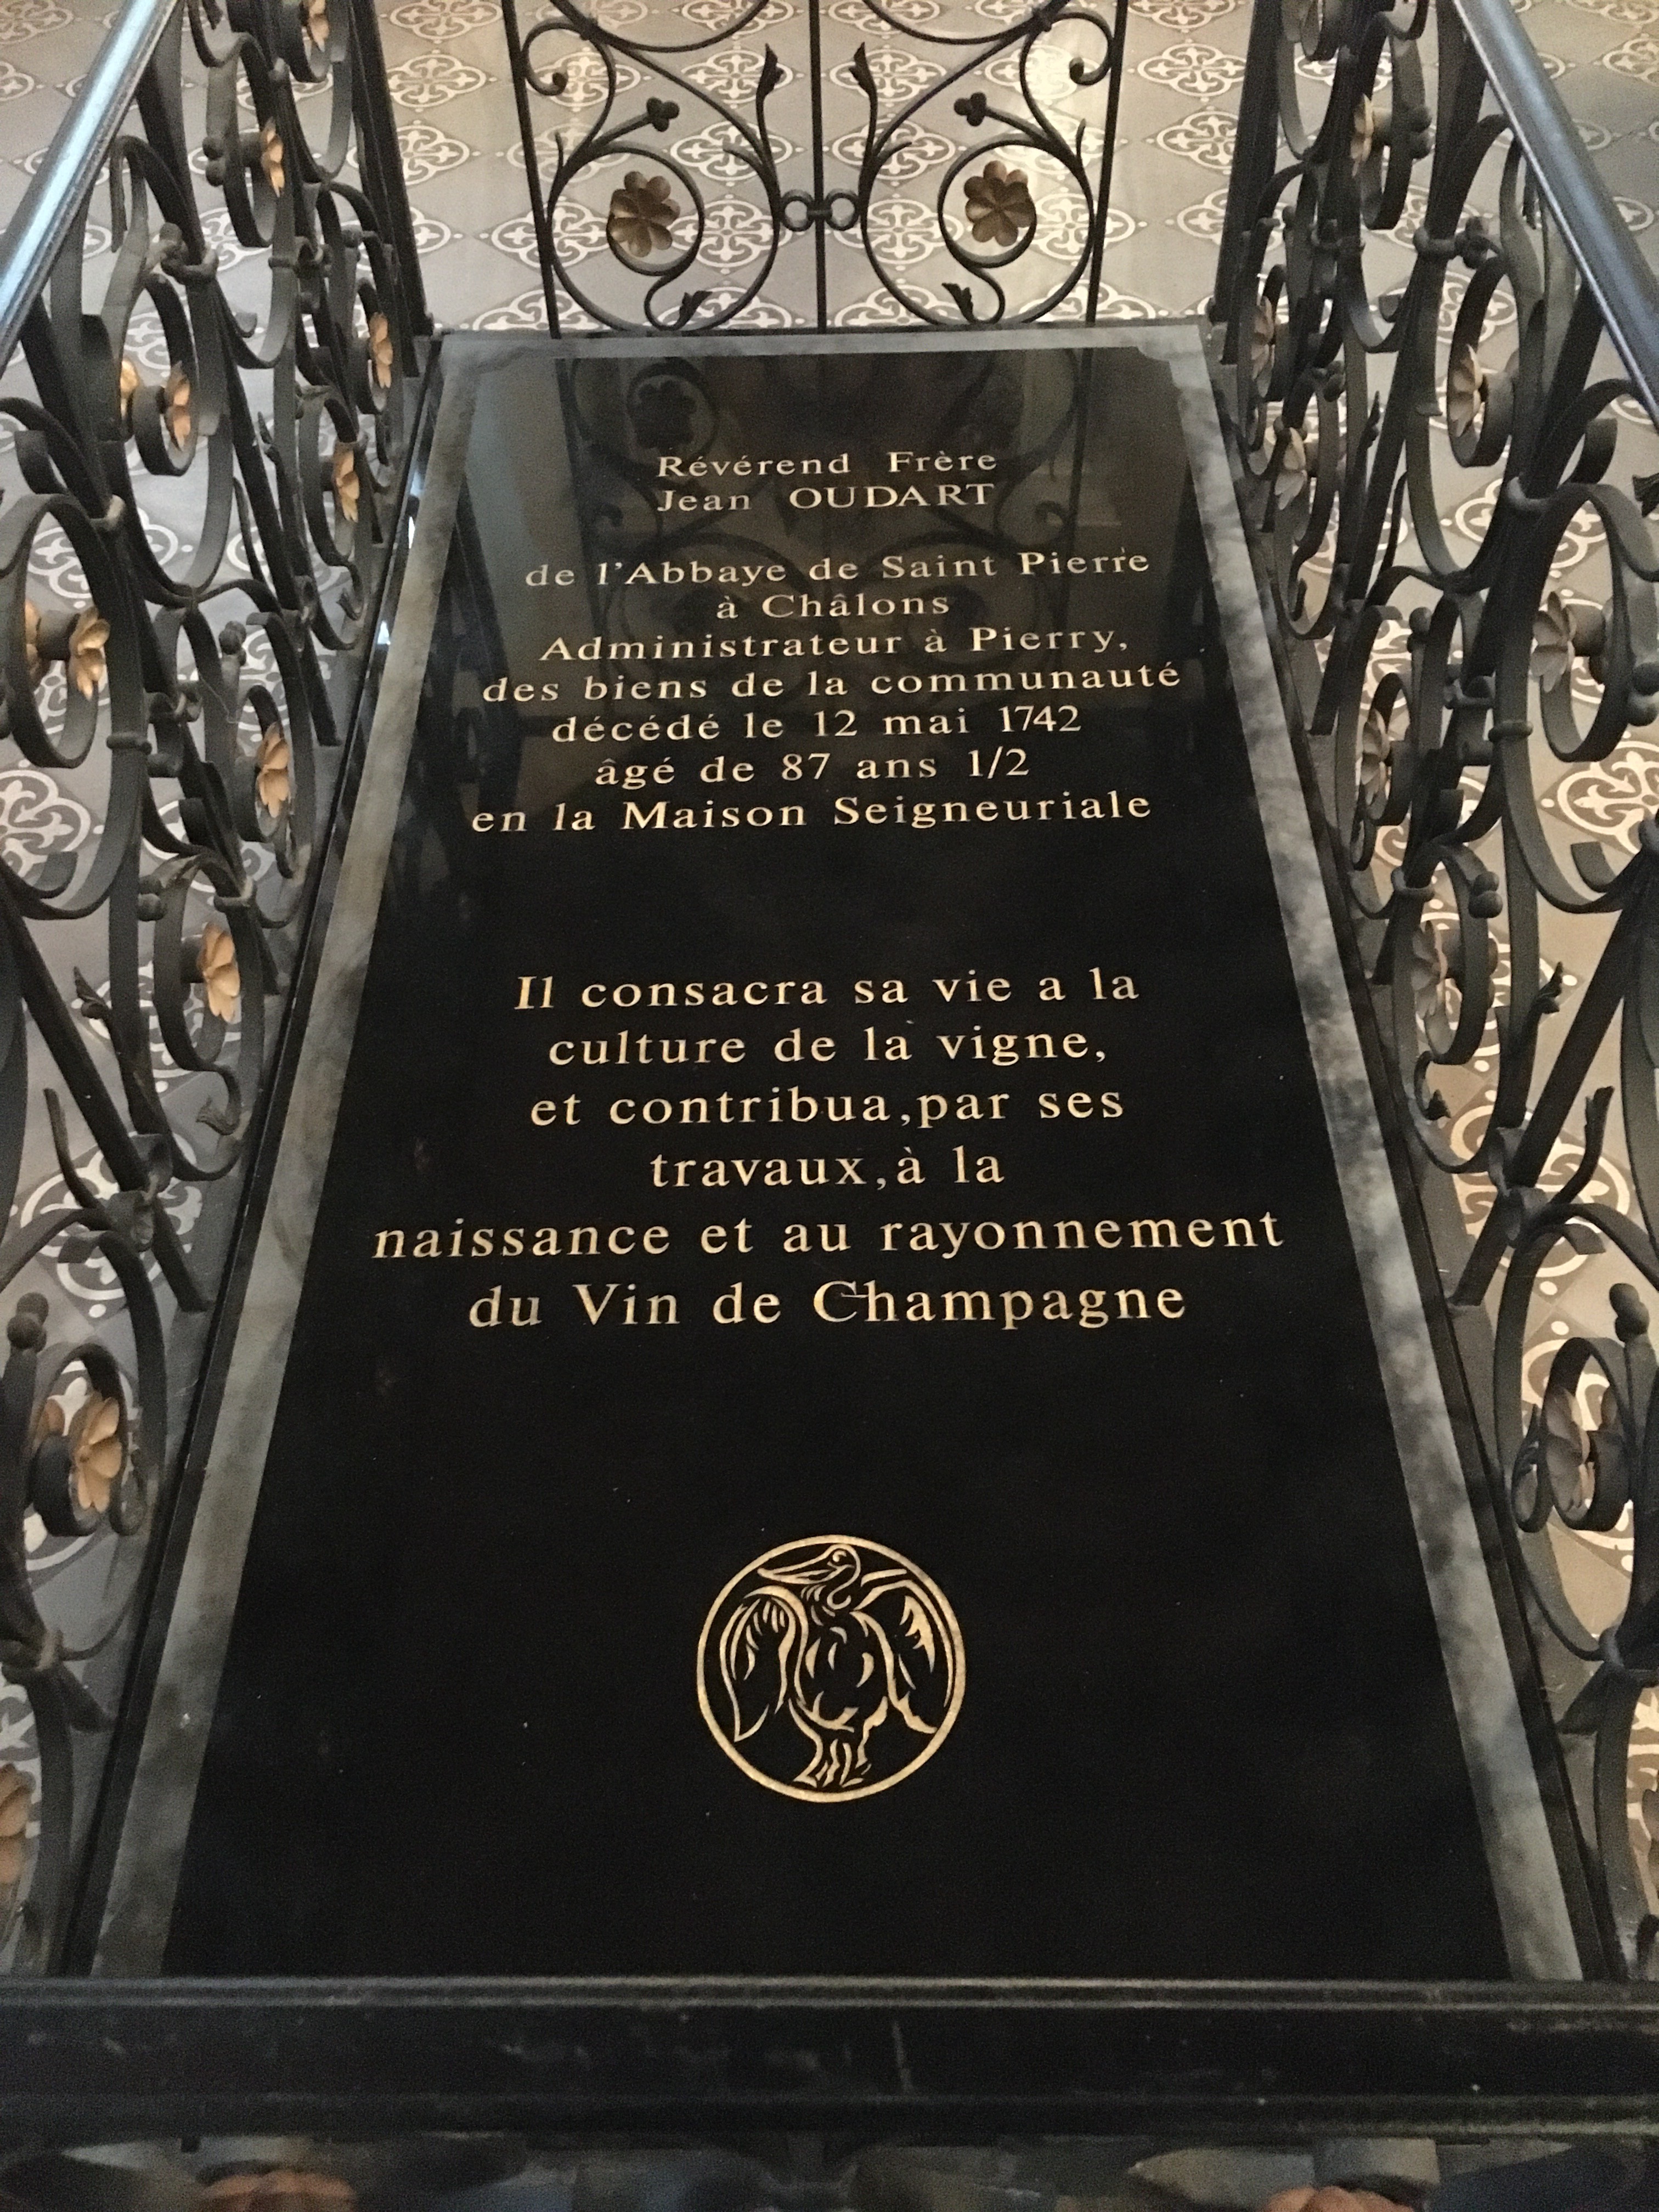 Révérend Frère
Jean OUDART
de l'Abbaye de Saint Pierre
à Châlons
Administrateur à Pierry,
des biens de la communauté
décédé le 12 mai 1742
âgé de 87 ans 1/2
en la Maison Seigneuriale
Il consacra sa vie a la
culture de la vigne,
et contribua,par ses
travaux,à la
naissance et au rayonnement
du Vin de Champagne